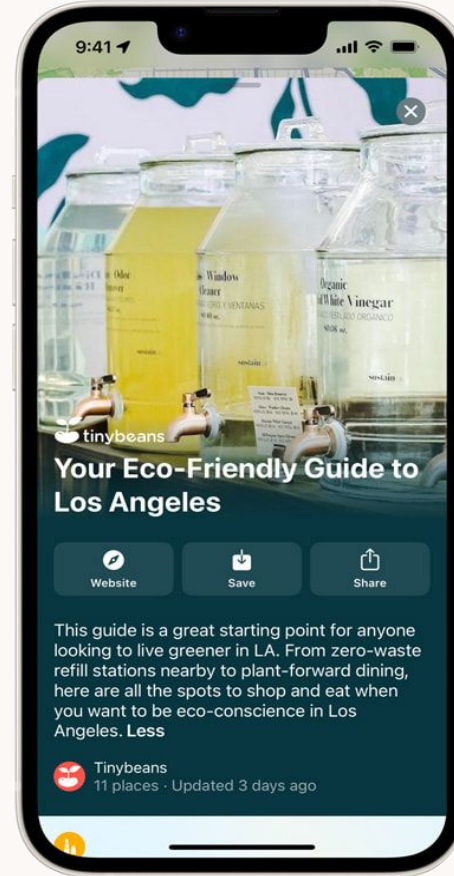 9:41
Window
Cleaner
Organic
White Vinegar
DESTILADO ORGANICO
sustain
sustain
sustain
tinybeans
Your Eco-Friendly Guide to
Los Angeles
Website
Save
Share
This guide is a great starting point for anyone
looking to live greener in LA. From zero-waste
refill stations nearby to plant-forward dining,
here are all the spots to shop and eat when
you want to be eco-conscience in Los
Angeles. Less
Tinybeans
11 places · Updated 3 days ago